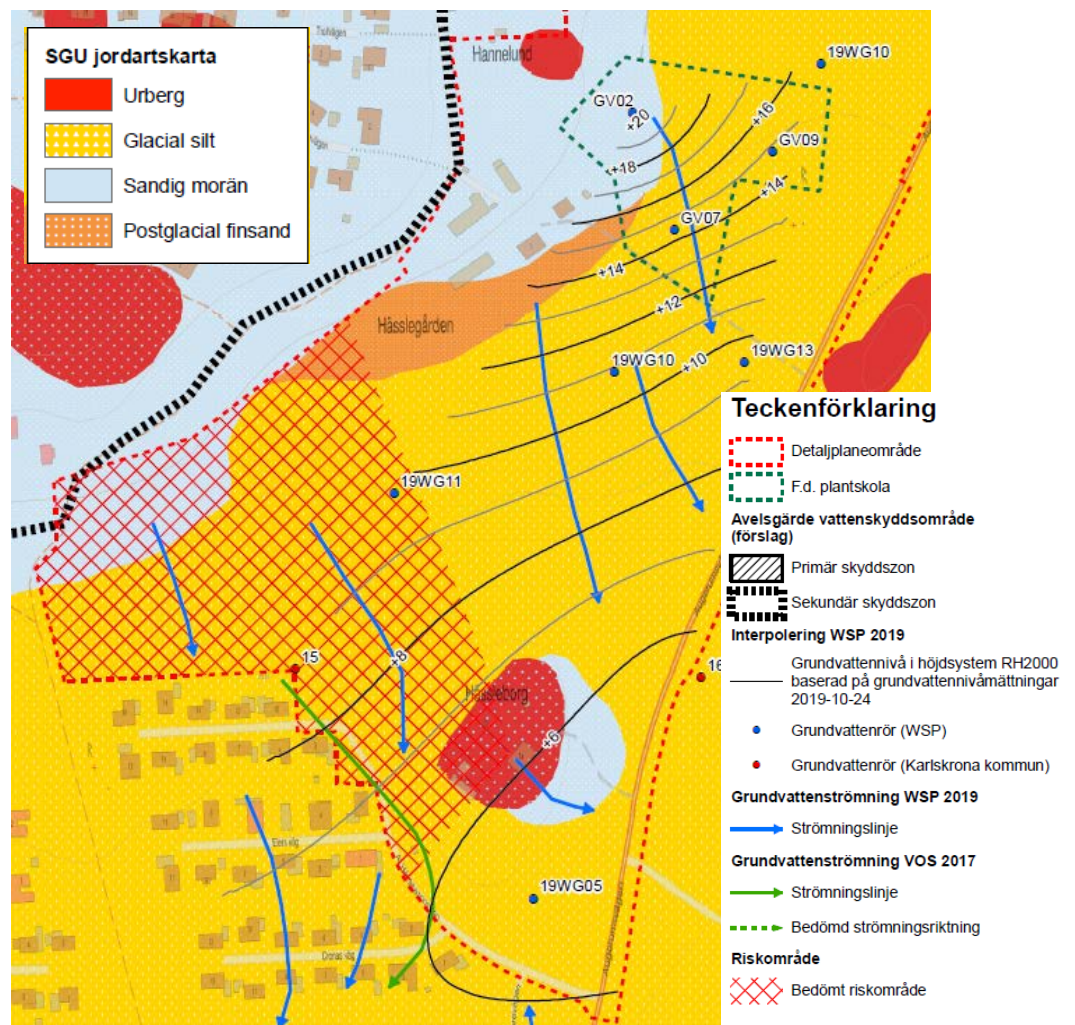 SGU jordartskarta
Urberg
Glacial silt
Sandig morän
Postglacial finsand
Hannelund
19WG10
GV02
+20
+16
GV09
+18
+14
GV07
+14
+12
Hässlegården
19WG10
+10
19WG13
19WG11
15
+8
16
Hässleborg
+6
19WG05
Elers väg
Teckenförklaring
Detaljplaneområde
F.d. plantskola
Avelsgärde vattenskyddsområde
(förslag)
Primär skyddszon
Sekundär skyddszon
Interpolering WSP 2019
Grundvattennivå i höjdsystem RH2000
baserad på grundvattennivåmättningar
2019-10-24
Grundvattenrör (WSP)
Grundvattenrör (Karlskrona kommun)
Grundvattenströmning WSP 2019
Strömningslinje
Grundvattenströmning VOS 2017
Strömningslinje
Bedömd strömningsriktning
Riskområde
Bedömt riskområde